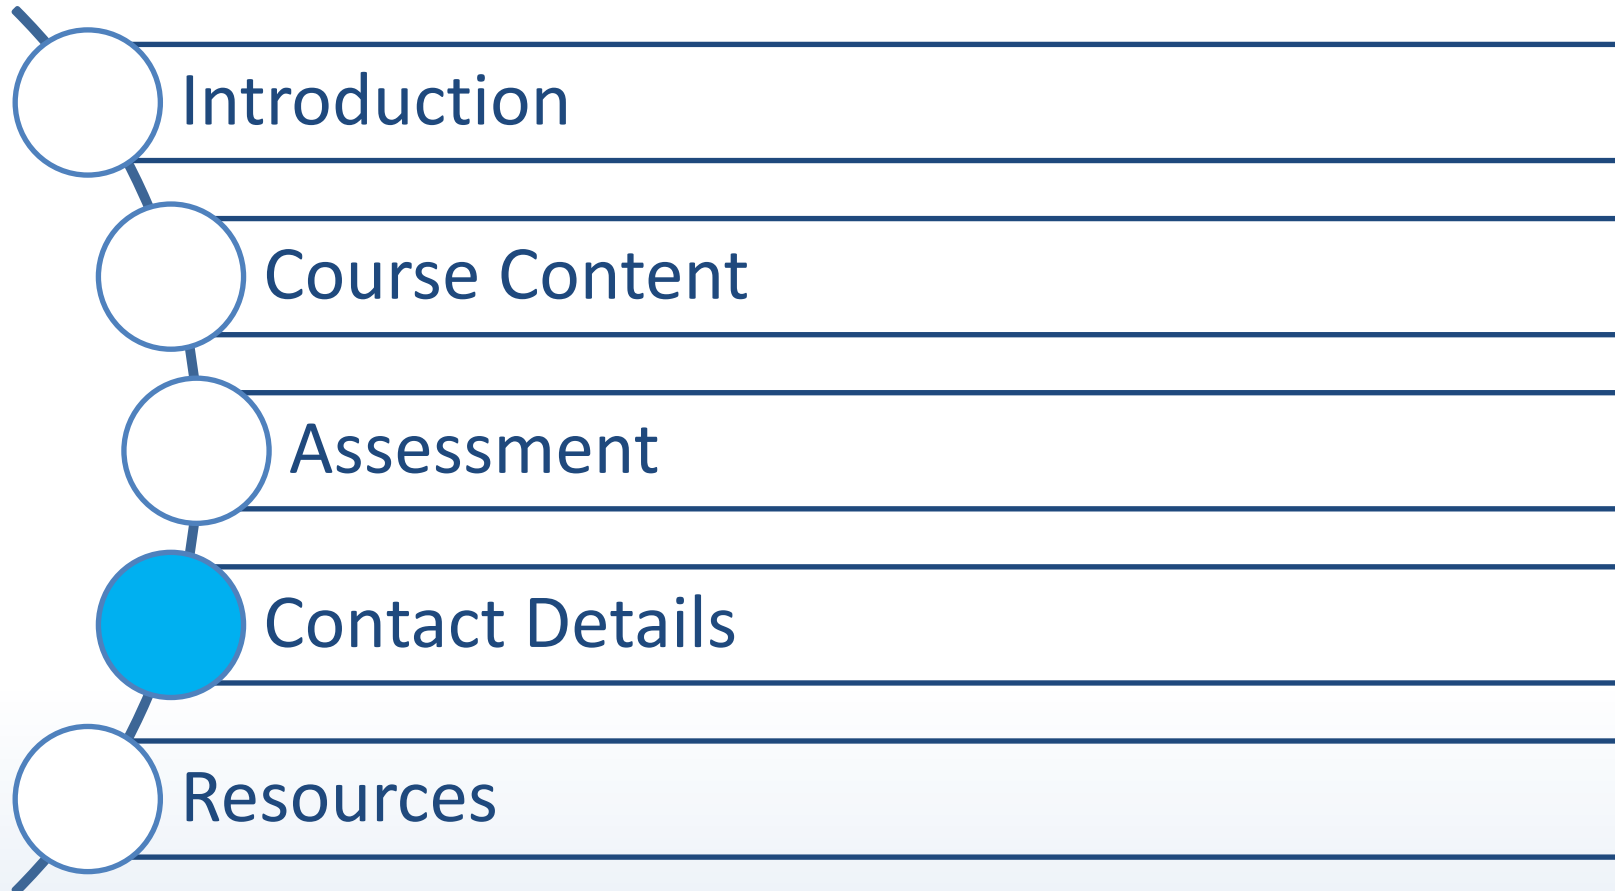 Introduction
Course Content
Assessment
Contact Details
Resources